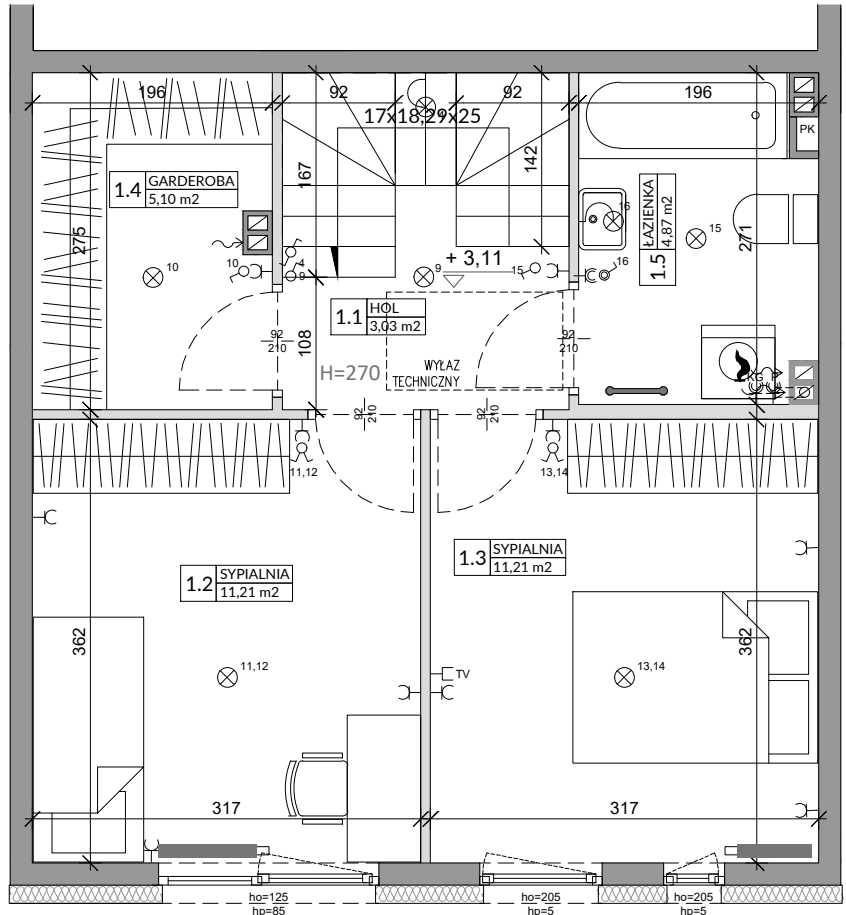 196
92
92
196
17x18,29x25
PK
1.4
GARDEROBA
5,10 m2
167
142
16
1.5
ŁAZIENKA
4,87 m2
15
271
275
10
10
4
9
9
+ 3,11
15
16
1.1
HOL
3,03 m2
92
210
108
H=270
WYŁAZ
TECHNICZNY
92
210
KG
P
92
210
92
210
11,12
13,14
1.2
SYPIALNIA
11,21 m2
1.3
SYPIALNIA
11,21 m2
362
362
11,12
TV
13,14
317
317
ho=125
hp=85
ho=205
hp=5
ho=205
hp=5